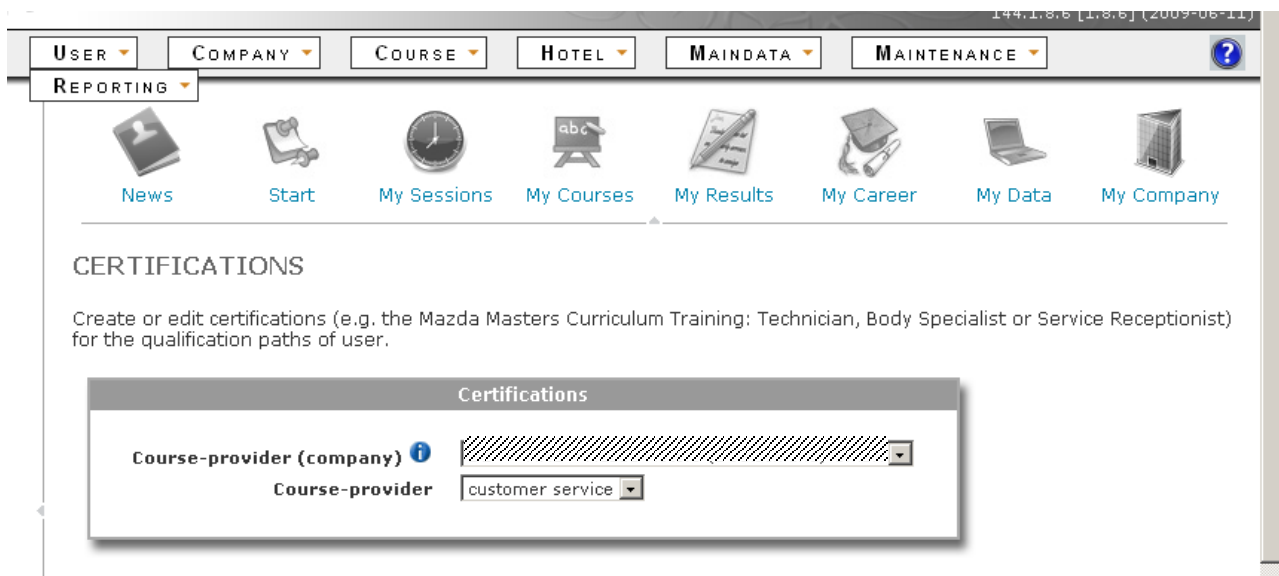 144.1.8.6 [1.8.6] (2009-06-11)
USER COMPANY COURSE HOTEL MAINDATA MAINTENANCE ?
REPORTING
abc
News Start My Sessions My Courses My Results My Career My Data My Company
CERTIFICATIONS
Create or edit certifications (e.g. the Mazda Masters Curriculum Training: Technician, Body Specialist or Service Receptionist)
for the qualification paths of user.
Certifications
Course-provider (company) i
Course-provider customer service